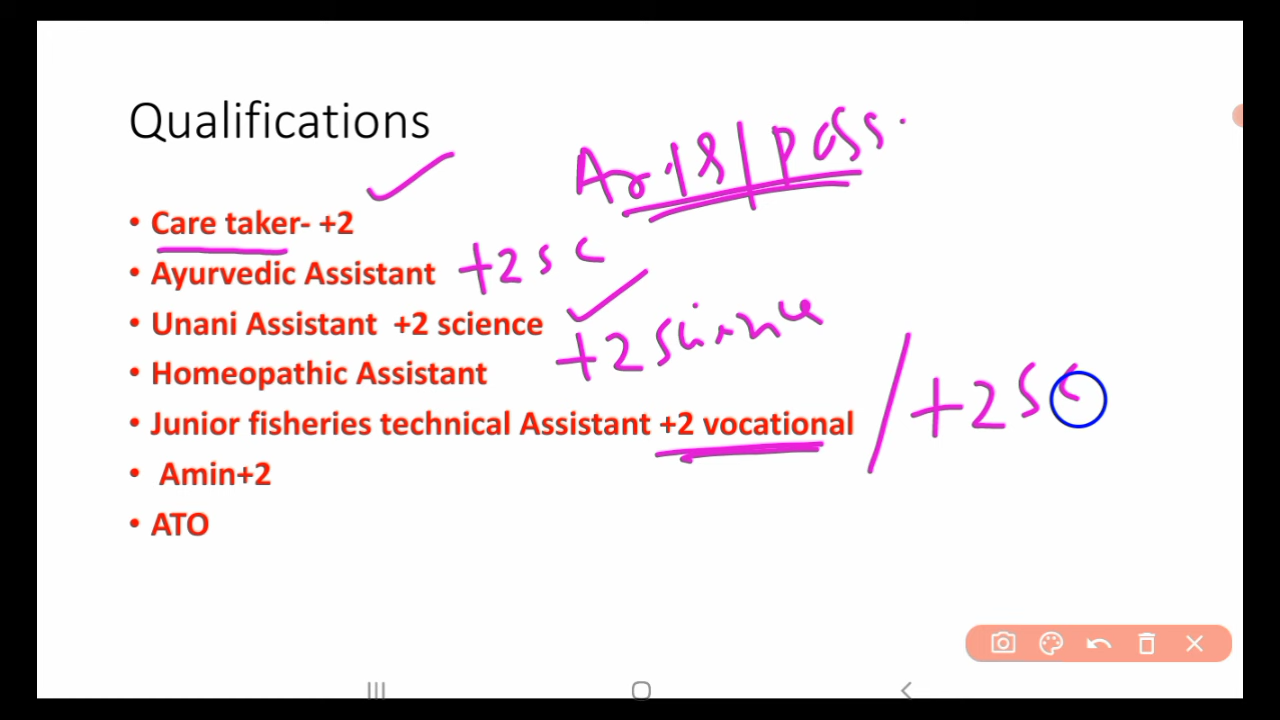 Qualifications
Ar.18/pass.
Care taker- +2
Ayurvedic Assistant +2 sc
Unani Assistant +2 science
Homeopathic Assistant +2 science
Junior fisheries technical Assistant +2 vocational / +2 sc
Amin+2
ATO